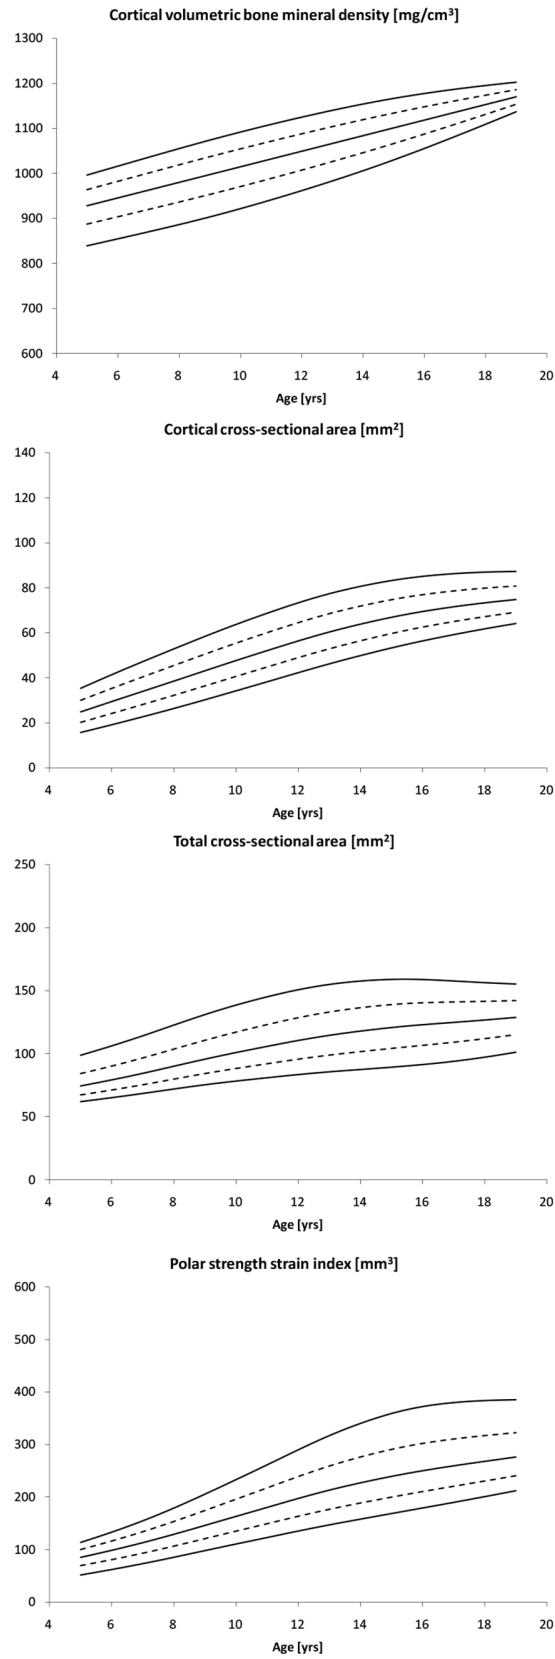 Cortical volumetric bone mineral density [mg/cm³]
1300
1200
1100
1000
900
800
700
600
4 6 8 10 12 14 16 18 20
Age [yrs]
Cortical cross-sectional area [mm²]
140
120
100
80
60
40
20
0
4 6 8 10 12 14 16 18 20
Age [yrs]
Total cross-sectional area [mm²]
250
200
150
100
50
0
4 6 8 10 12 14 16 18 20
Age [yrs]
Polar strength strain index [mm³]
600
500
400
300
200
100
0
4 6 8 10 12 14 16 18 20
Age [yrs]